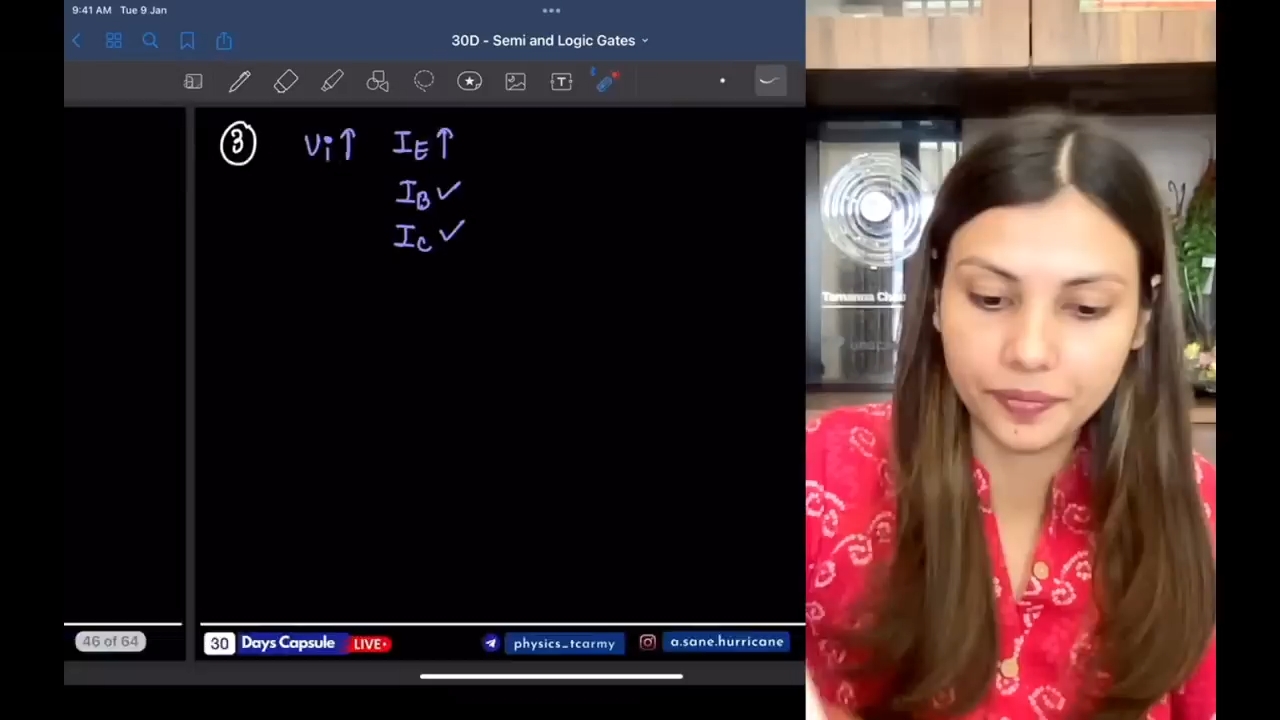 9:41 AM Tue 9 Jan
30D - Semi and Logic Gates
T
3 Vi↑ IE↑
IB✓
IC✓
46 of 64
30 Days Capsule LIVE
physics_tcarmy
a.sane.hurricane